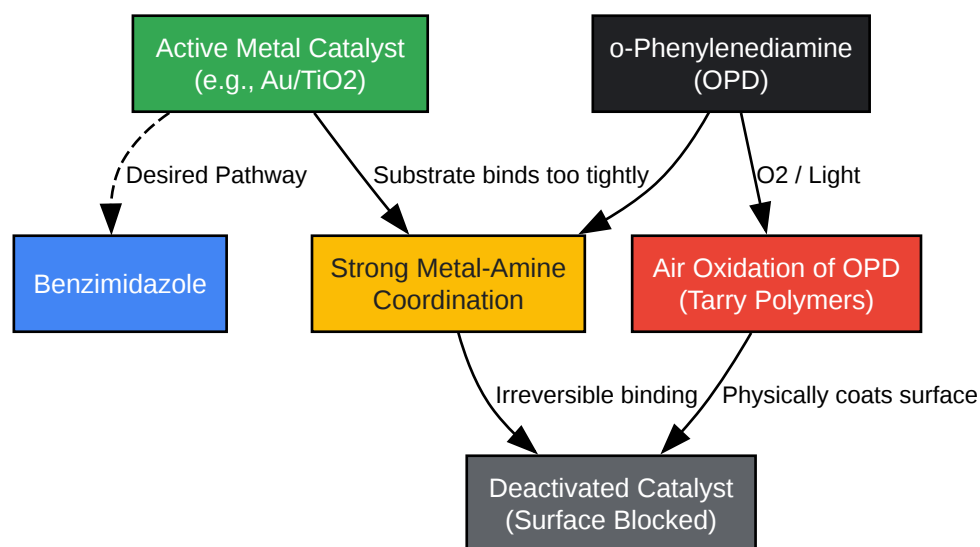 Active Metal Catalyst
(e.g., Au/TiO2)
o-Phenylenediamine
(OPD)
Desired Pathway
Substrate binds too tightly
O2 / Light
Benzimidazole
Strong Metal-Amine
Coordination
Air Oxidation of OPD
(Tarry Polymers)
Irreversible binding
Physically coats surface
Deactivated Catalyst
(Surface Blocked)